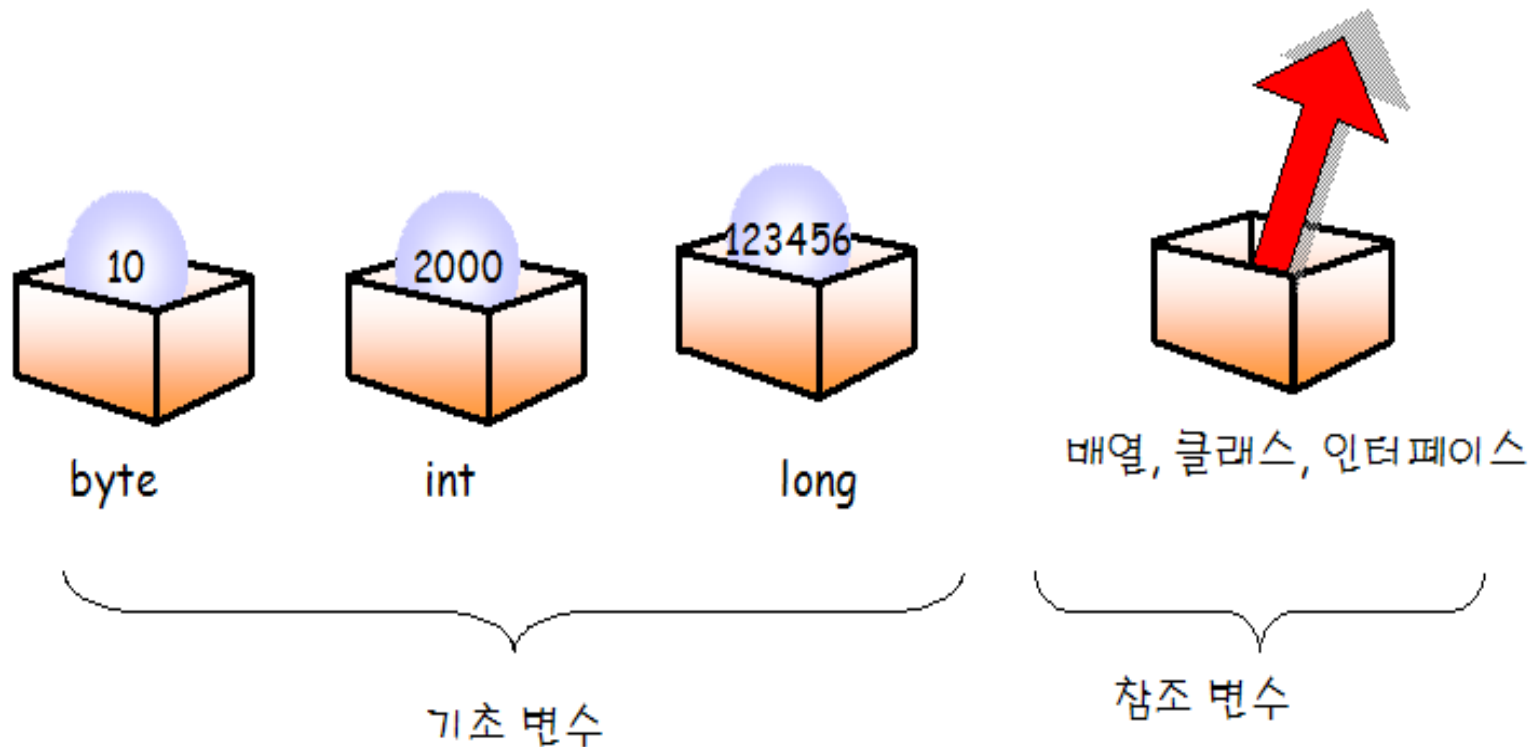 10
2000
123456
byte
int
long
배열, 클래스, 인터페이스
기초 변수
참조 변수